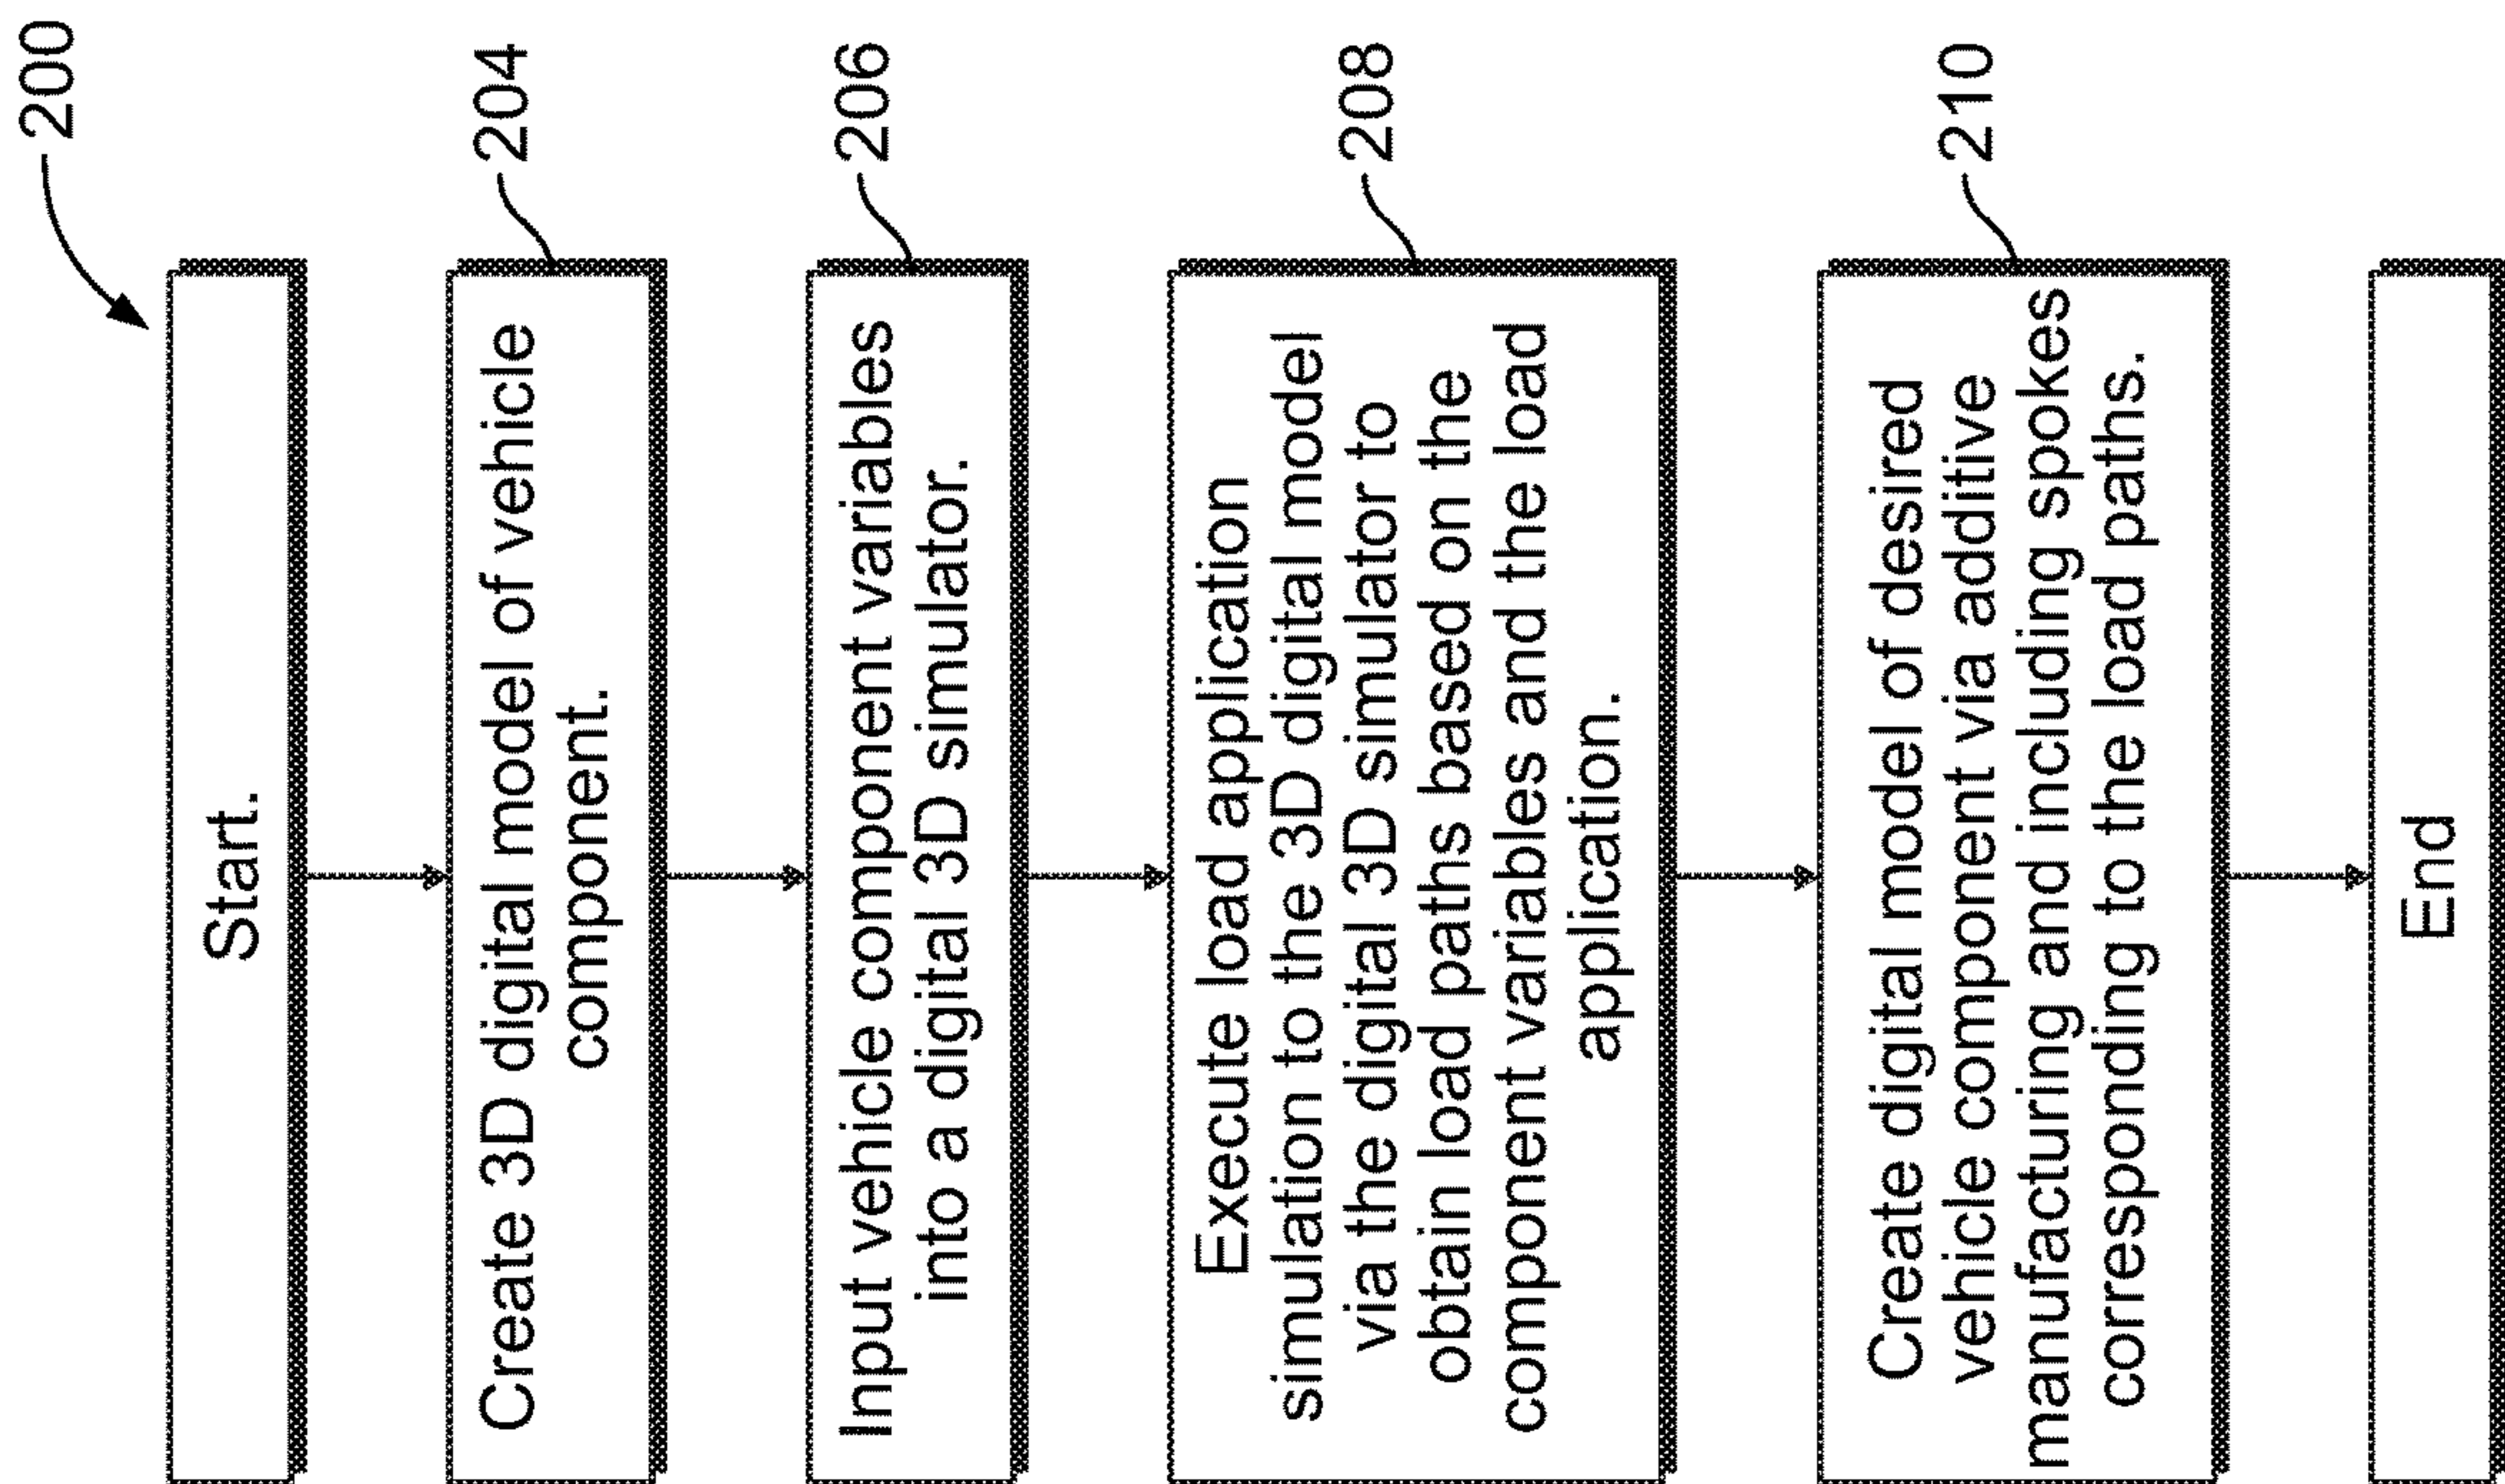 200
Start.
204
Create 3D digital model of vehicle
component.
206
Input vehicle component variables
into a digital 3D simulator.
208
Execute load application
simulation to the 3D digital model
via the digital 3D simulator to
obtain load paths based on the
component variables and the load
application.
210
Create digital model of desired
vehicle component via additive
manufacturing and including spokes
corresponding to the load paths.
End